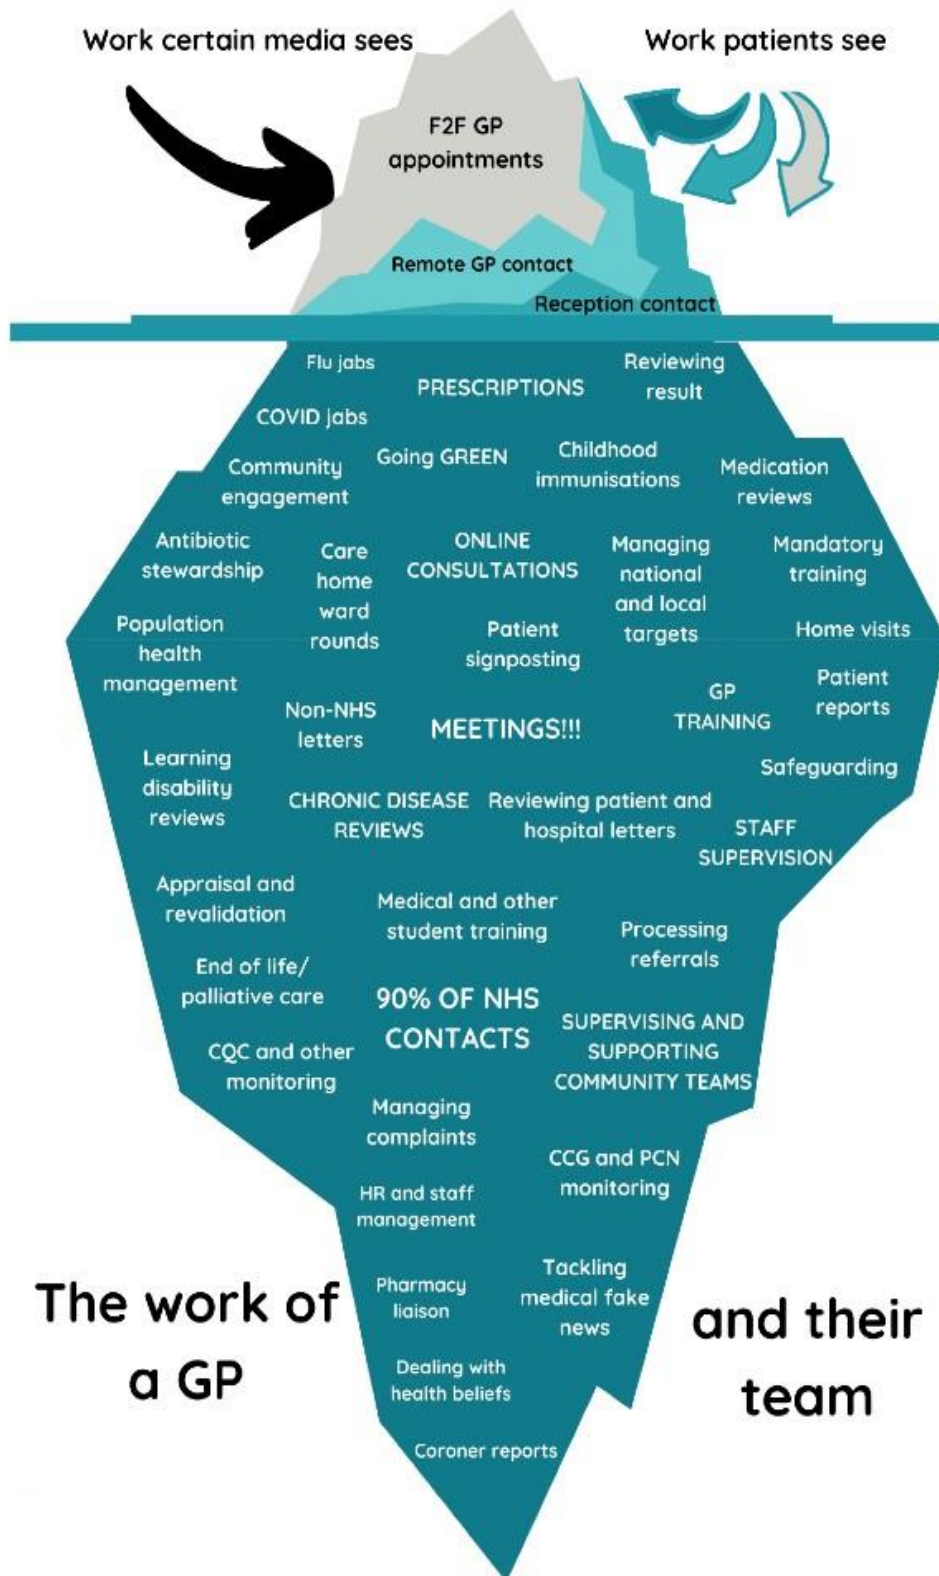 Work certain media sees
Work patients see
F2F GP
appointments
Remote GP contact
Reception contact
Flu jabs
PRESCRIPTIONS
Reviewing
result
COVID jabs
Community
engagement
Going GREEN
Childhood
immunisations
Medication
reviews
Antibiotic
stewardship
Care
home
ward
rounds
ONLINE
CONSULTATIONS
Managing
national
and local
targets
Mandatory
training
Population
health
management
Patient
signposting
Home visits
Non-NHS
letters
MEETINGS!!!
GP
TRAINING
Patient
reports
Learning
disability
reviews
CHRONIC DISEASE
REVIEWS
Reviewing patient and
hospital letters
Safeguarding
STAFF
SUPERVISION
Appraisal and
revalidation
Medical and other
student training
Processing
referrals
End of life/
palliative care
90% OF NHS
CONTACTS
SUPERVISING AND
SUPPORTING
COMMUNITY TEAMS
CQC and other
monitoring
Managing
complaints
CCG and PCN
monitoring
HR and staff
management
Pharmacy
liaison
Tackling
medical fake
news
Dealing with
health beliefs
Coroner reports
The work of
a GP
and their
team